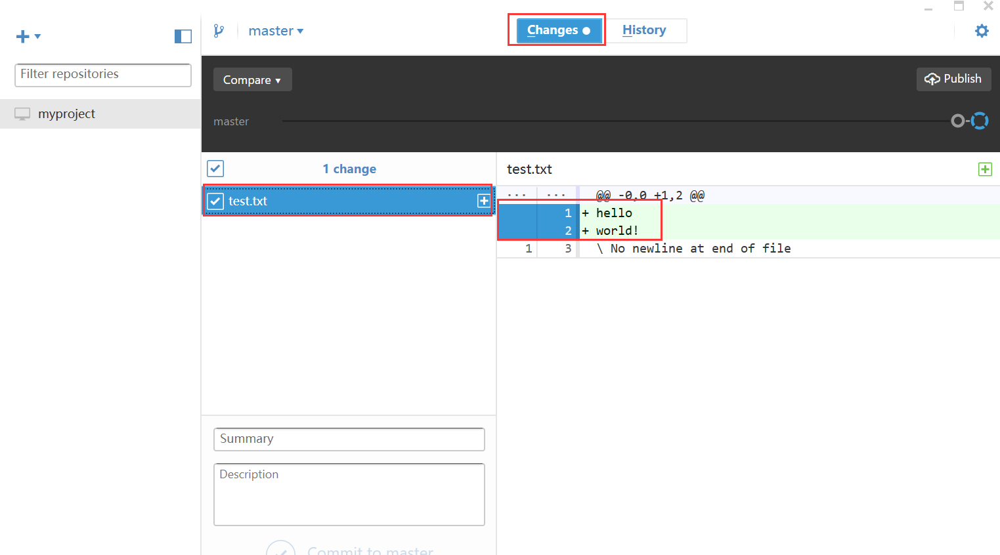 master ▾
Changes
History
Filter repositories
myproject
Compare ▾
Publish
master
1 change
test.txt
test.txt
... ... @@ -0,0 +1,2 @@
1 + hello
2 + world!
1 3 \ No newline at end of file
Summary
Description
Commit to master